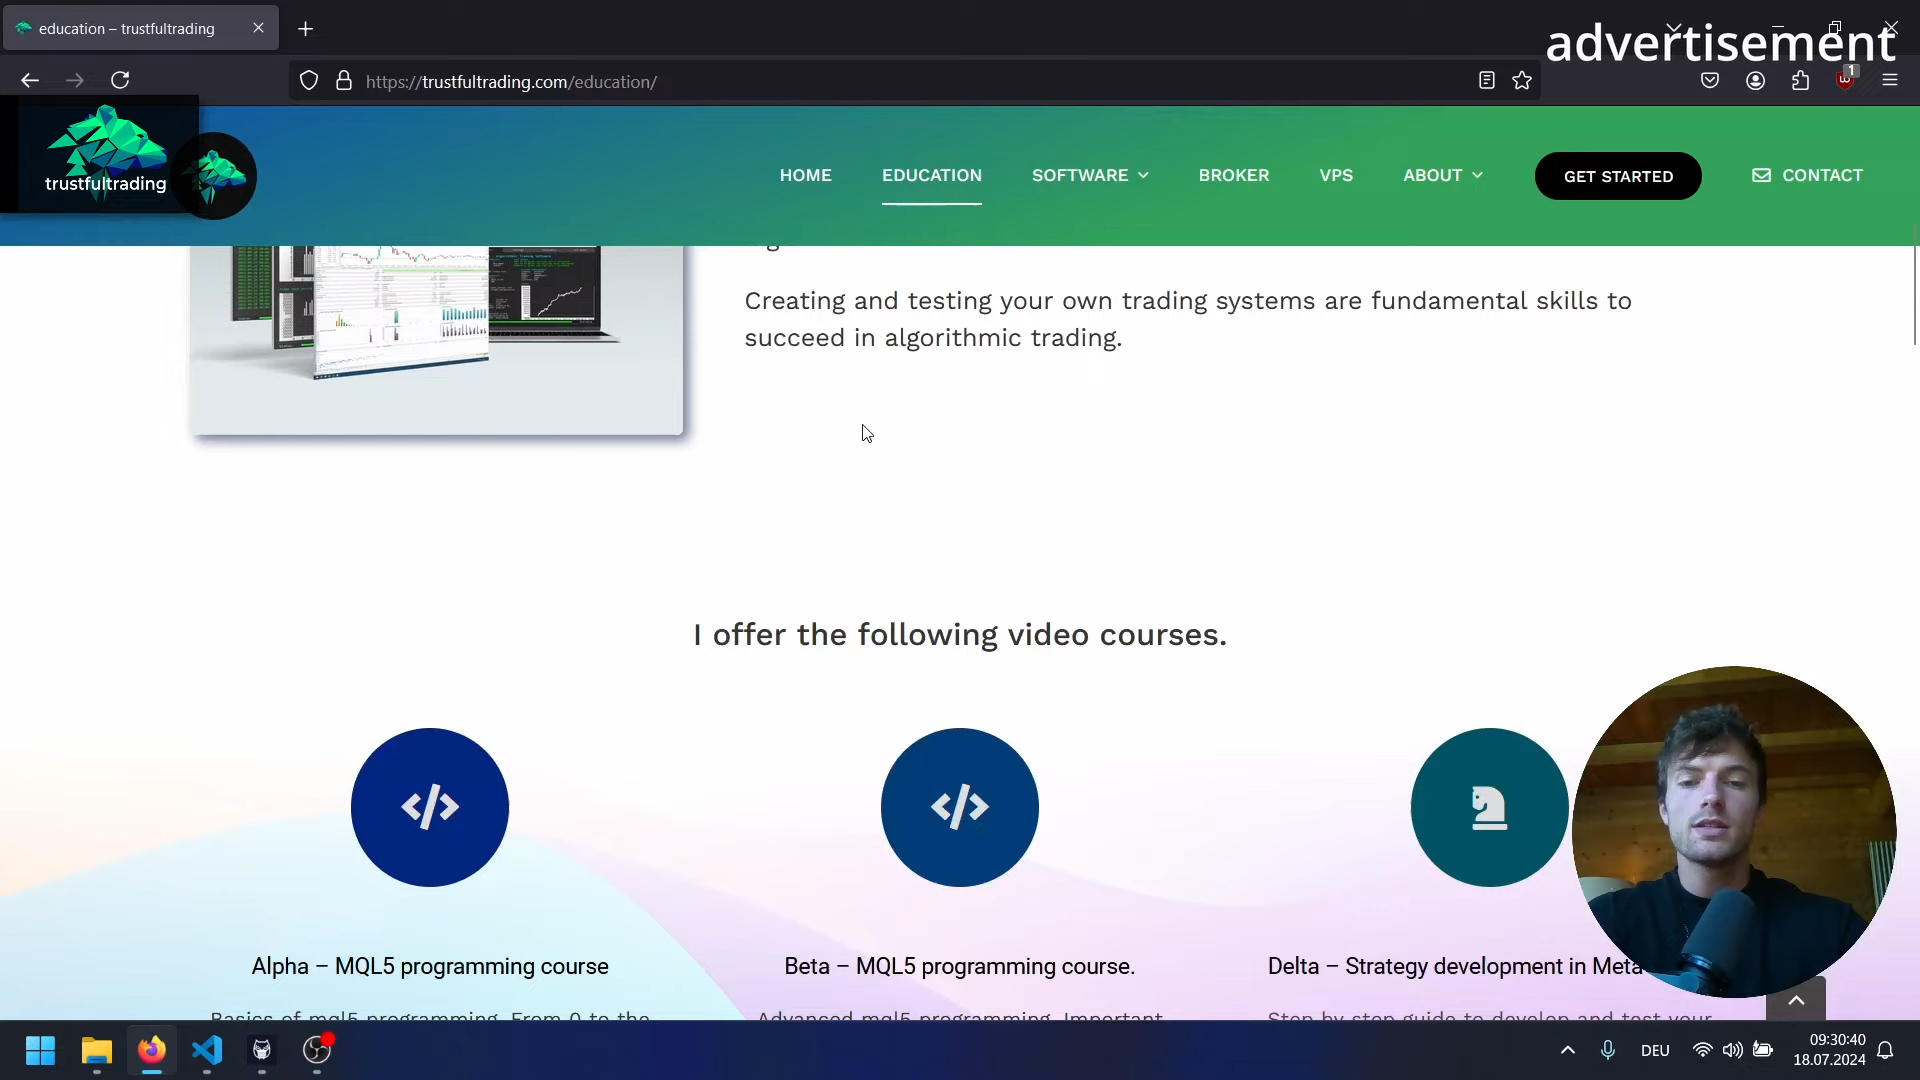 education – trustfultrading
advertisement
https://trustfultrading.com/education/
1
trustfultrading
HOME
EDUCATION
SOFTWARE
BROKER
VPS
ABOUT
GET STARTED
CONTACT
Creating and testing your own trading systems are fundamental skills to
succeed in algorithmic trading.
I offer the following video courses.
Alpha – MQL5 programming course
Beta – MQL5 programming course.
Delta – Strategy development in Meta
Basics of mql5 programming. From 0 to the
Advanced mql5 programming. Important
Step by step guide to develop and test your
DEU
09:30:40
18.07.2024